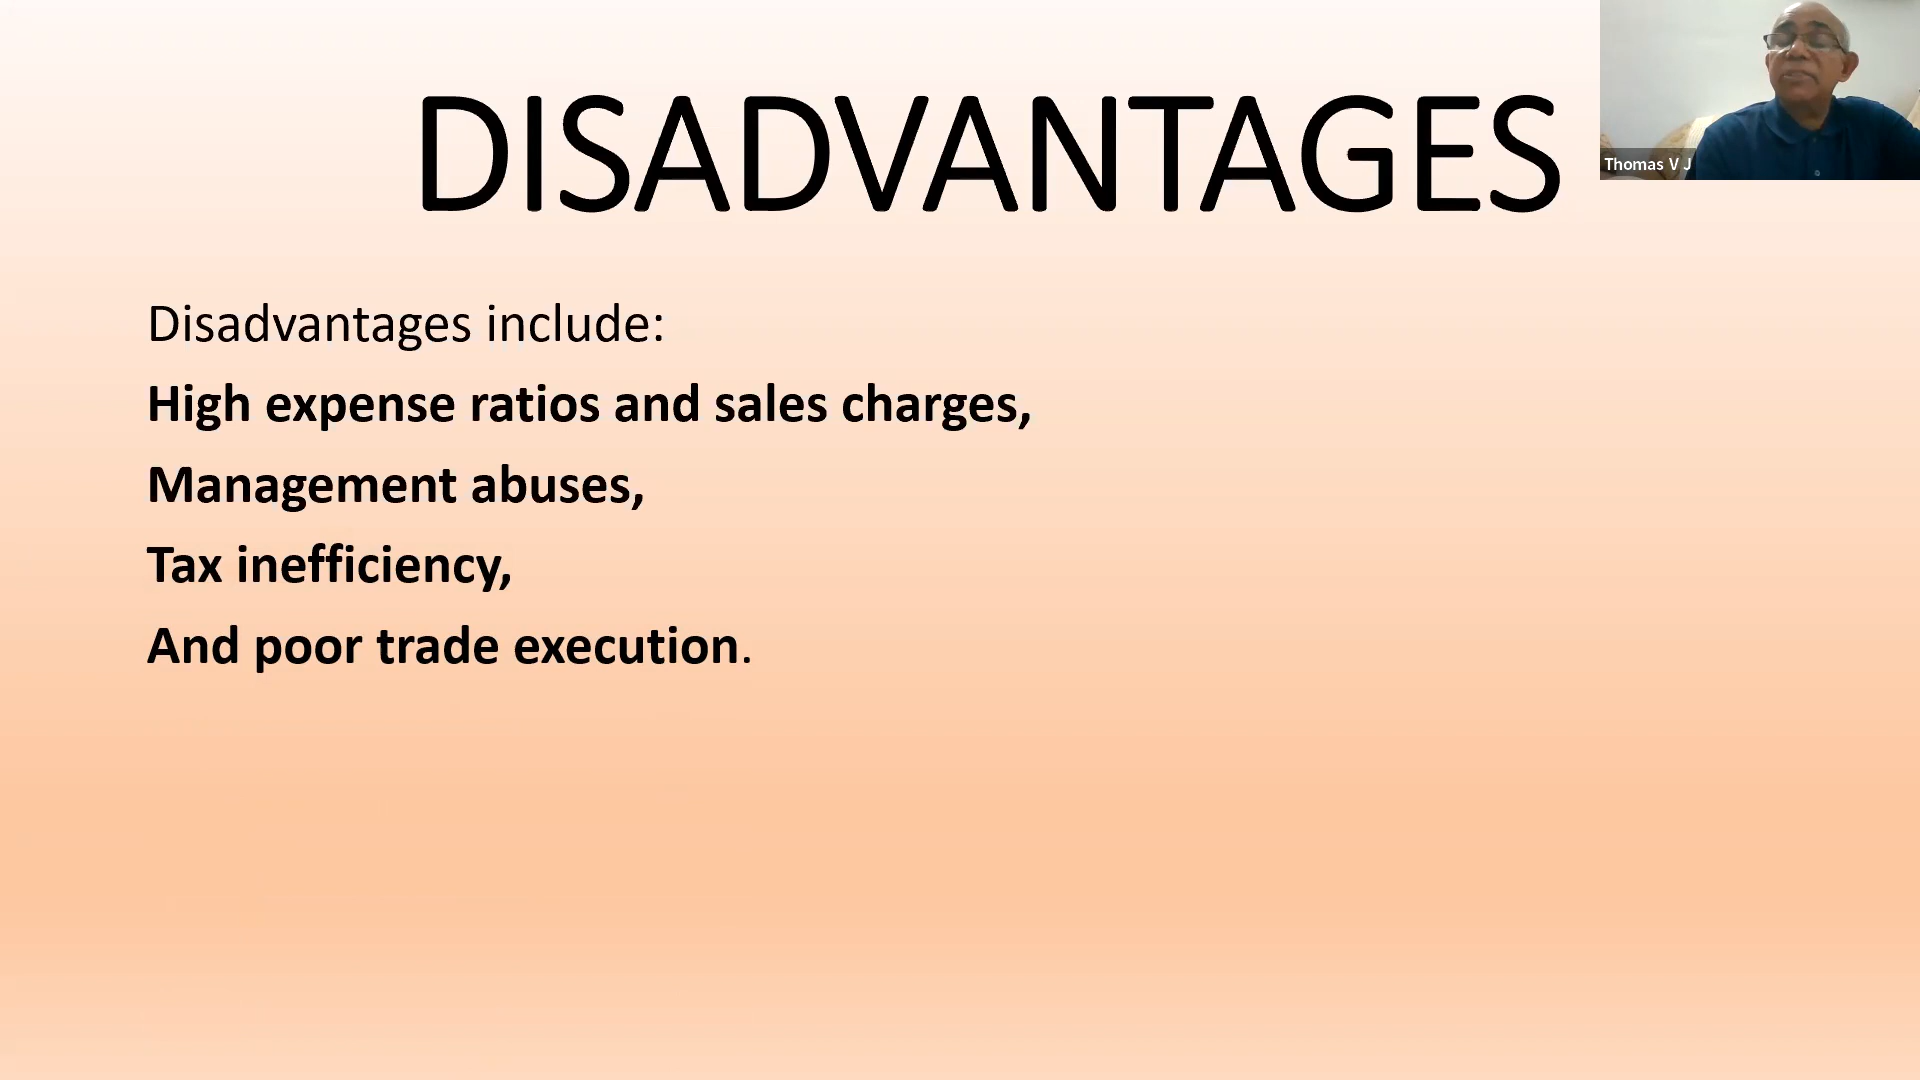 DISADVANTAGES
Thomas V J
Disadvantages include:
High expense ratios and sales charges,
Management abuses,
Tax inefficiency,
And poor trade execution.